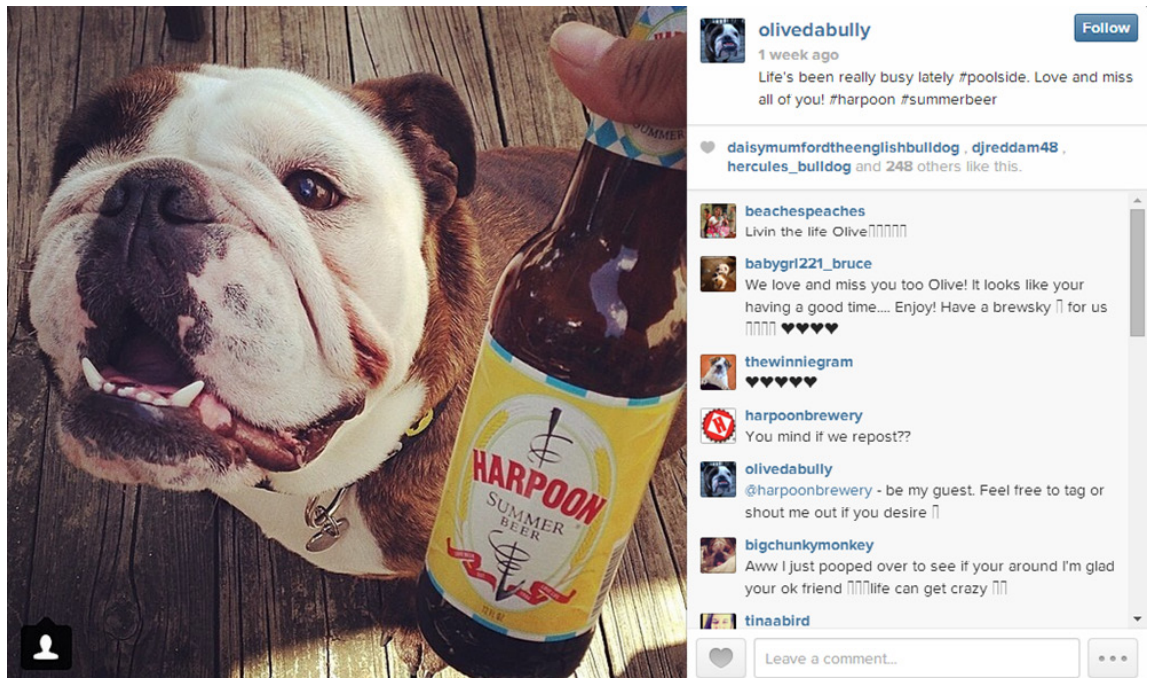 SUMMER
HARPOON
SUMMER
BEER
12 FL OZ
olivedabully
Follow
1 week ago
Life's been really busy lately #poolside. Love and miss
all of you! #harpoon #summerbeer
daisymumfordtheenglishbulldog , djreddam48 ,
hercules_bulldog and 248 others like this.
beachespeaches
Livin the life Olive
babygrl221_bruce
We love and miss you too Olive! It looks like your
having a good time.... Enjoy! Have a brewsky for us
♥♥♥♥
thewinniegram
♥♥♥♥♥
harpoonbrewery
You mind if we repost??
olivedabully
@harpoonbrewery - be my guest. Feel free to tag or
shout me out if you desire
bigchunkymonkey
Aww I just pooped over to see if your around I'm glad
your ok friend life can get crazy
tinaabird
Leave a comment...